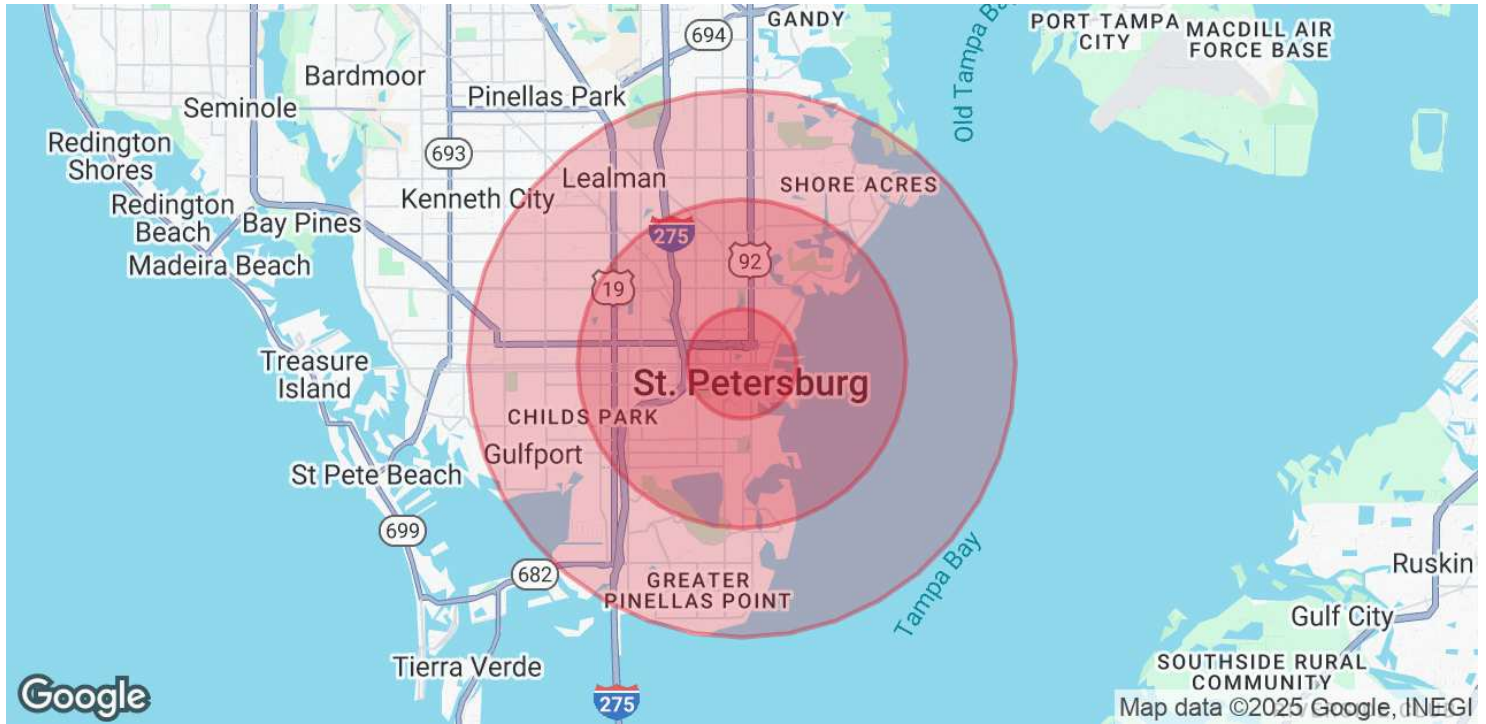 GANDY
694
PORT TAMPA
CITY
MACDILL AIR
FORCE BASE
Old Tampa Bay
Bardmoor
Seminole
Pinellas Park
Redington
Shores
693
Lealman
SHORE ACRES
Kenneth City
Redington
Beach
Bay Pines
275
92
Madeira Beach
19
Treasure
Island
St. Petersburg
CHILDS PARK
Gulfport
St Pete Beach
699
682
GREATER
PINELLAS POINT
Tampa Bay
Ruskin
Gulf City
Tierra Verde
SOUTHSIDE RURAL
COMMUNITY
Google
275
Map data ©2025 Google, INEGI